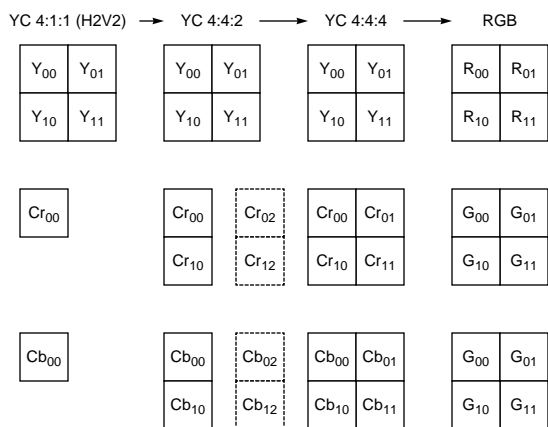 YC 4:1:1 (H2V2) YC 4:4:2 YC 4:4:4 RGB
Y00 Y01 Y00 Y01 Y00 Y01 R00 R01
Y10 Y11 Y10 Y11 Y10 Y11 R10 R11
Cr00 Cr00 Cr02 Cr00 Cr01 G00 G01
Cr10 Cr12 Cr10 Cr11 G10 G11
Cb00 Cb00 Cb02 Cb00 Cb01 G00 G01
Cb10 Cb12 Cb10 Cb11 G10 G11